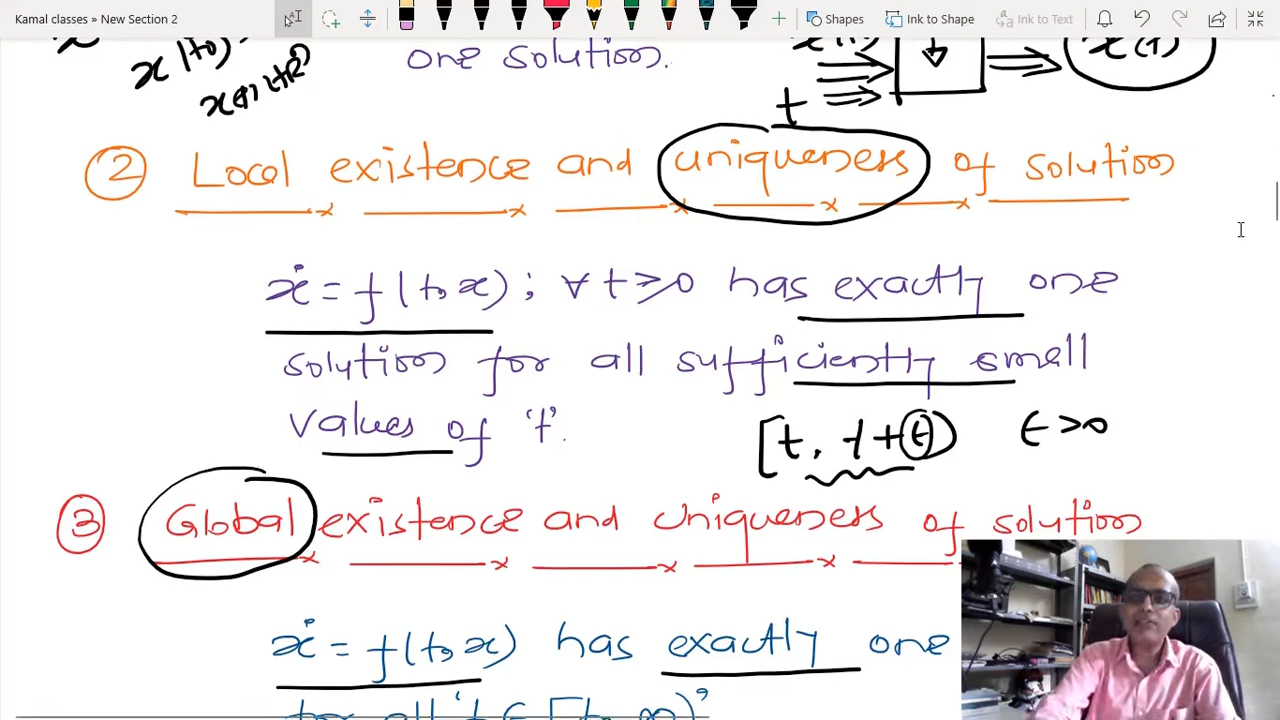 Kamal classes » New Section 2
Shapes
Ink to Shape
Ink to Text
one solution.
t
② Local existence and uniqueness of solution
ẋ = f(t,x); ∀ t ≥ 0 has exactly one
solution for all sufficiently small
values of 't'.
[t, t+ϵ) ϵ>0
③ Global existence and uniqueness of solution
ẋ = f(t,x) has exactly one